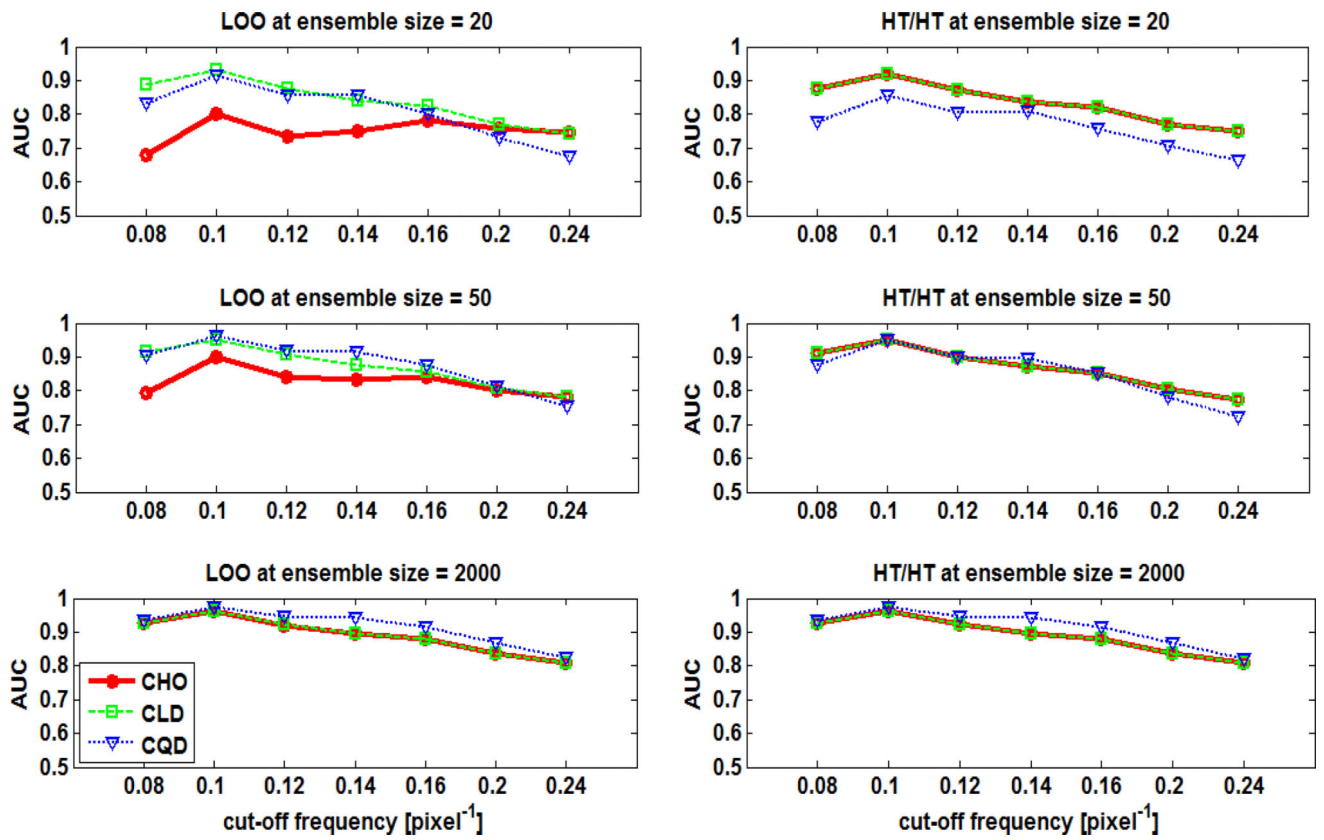 LOO at ensemble size = 20
1
0.9
0.8
0.7
0.6
0.5
AUC
0.08 0.1 0.12 0.14 0.16 0.2 0.24
HT/HT at ensemble size = 20
1
0.9
0.8
0.7
0.6
0.5
AUC
0.08 0.1 0.12 0.14 0.16 0.2 0.24
LOO at ensemble size = 50
1
0.9
0.8
0.7
0.6
0.5
AUC
0.08 0.1 0.12 0.14 0.16 0.2 0.24
HT/HT at ensemble size = 50
1
0.9
0.8
0.7
0.6
0.5
AUC
0.08 0.1 0.12 0.14 0.16 0.2 0.24
LOO at ensemble size = 2000
1
0.9
0.8
0.7
0.6
0.5
AUC
CHO
CLD
CQD
0.08 0.1 0.12 0.14 0.16 0.2 0.24
cut-off frequency [pixel⁻¹]
HT/HT at ensemble size = 2000
1
0.9
0.8
0.7
0.6
0.5
AUC
0.08 0.1 0.12 0.14 0.16 0.2 0.24
cut-off frequency [pixel⁻¹]